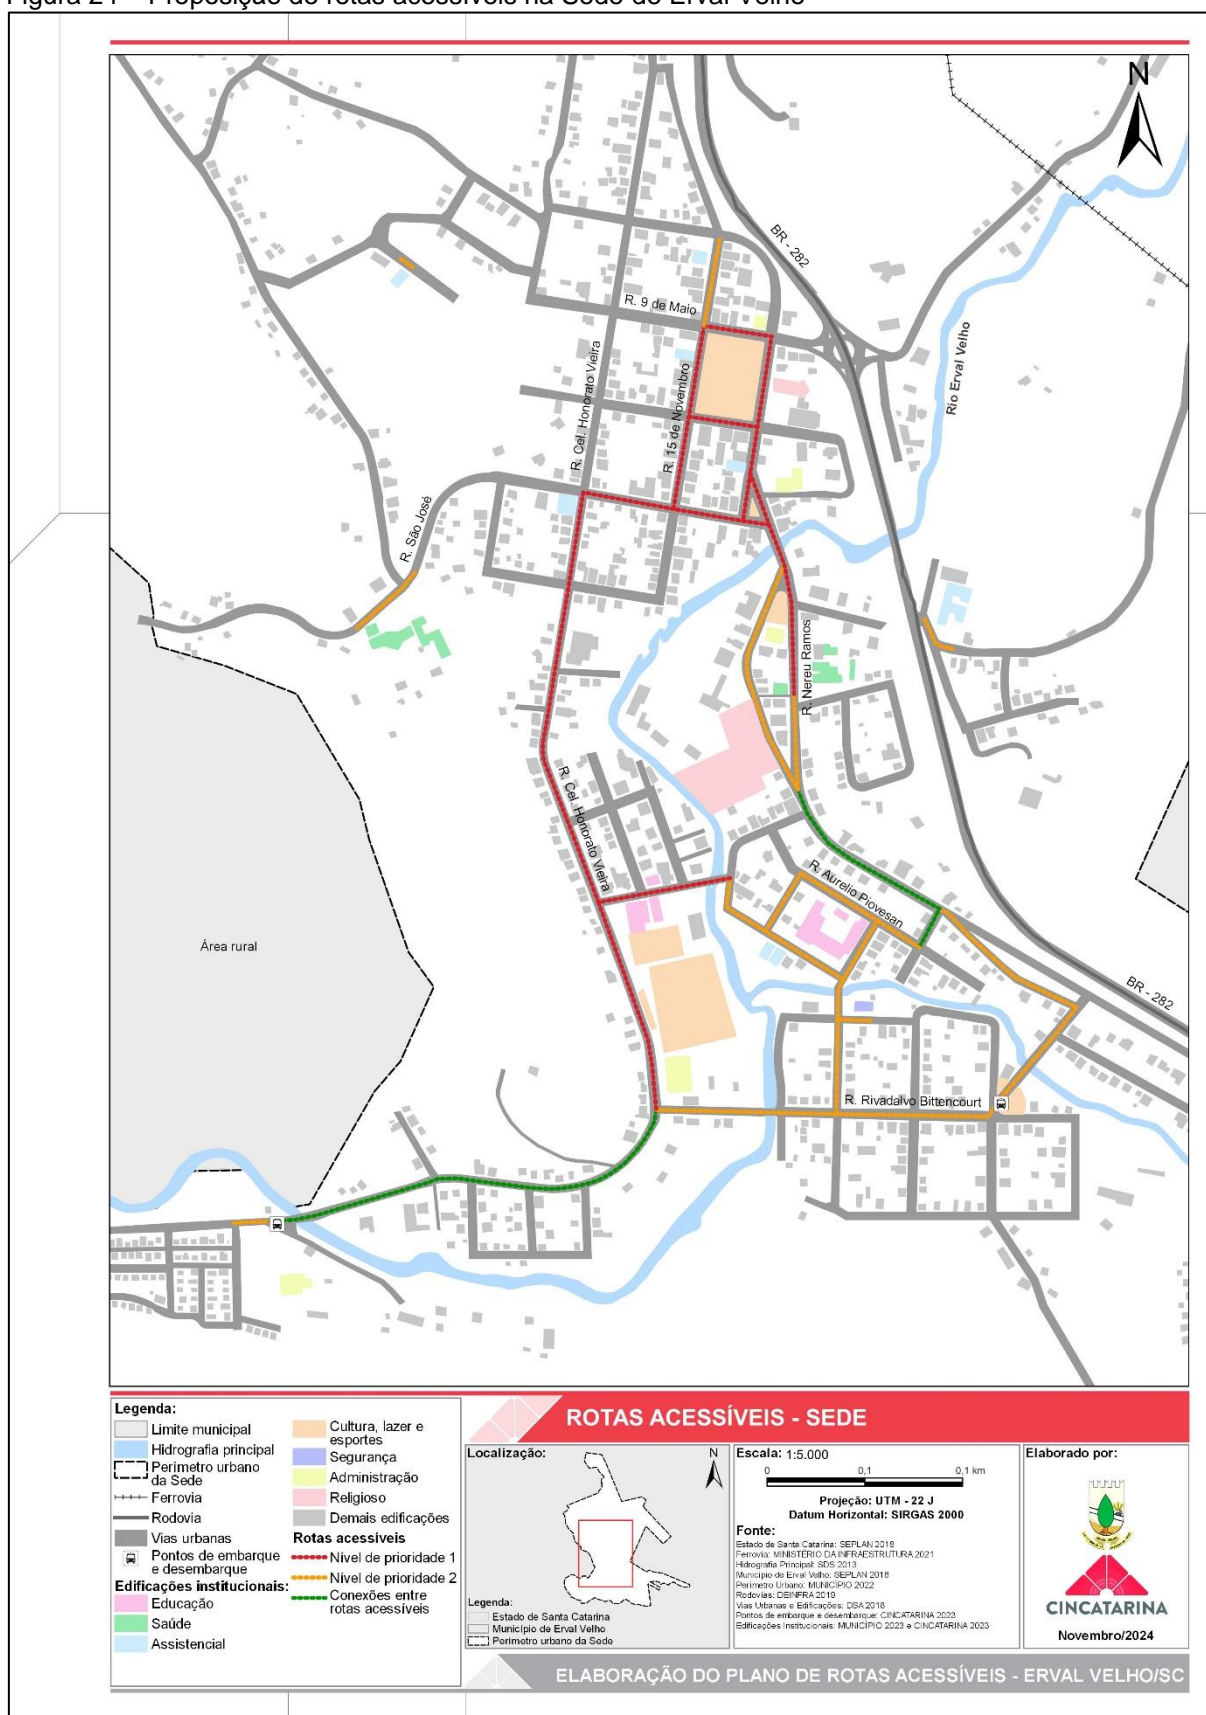 Figura 21 – Proposição de rotas acessíveis na Sede de Erval Velho
N
BR - 282
R. 9 de Maio
Rio Erval Velho
R. Cel. Honorato Vieira
R. 15 de Novembro
R. São José
R. Nereu Ramos
R. Cel. Honorato Vieira
R. Aurelio Piovesan
Área rural
BR - 282
R. Rivadalvo Bittencourt
Legenda:
Limite municipal
Hidrografia principal
Perímetro urbano
da Sede
Ferrovia
Rodovia
Vias urbanas
Pontos de embarque
e desembarque
Edificações institucionais:
Educação
Saúde
Assistencial
Cultura, lazer e
esportes
Segurança
Administração
Religioso
Demais edificações
Rotas acessíveis
Nível de prioridade 1
Nível de prioridade 2
Conexões entre
rotas acessíveis
ROTAS ACESSÍVEIS - SEDE
Localização:
N
Legenda:
Estado de Santa Catarina
Município de Erval Velho
Perímetro urbano da Sede
Escala: 1:5.000
0 0,1 0,1 km
Projeção: UTM - 22 J
Datum Horizontal: SIRGAS 2000
Fonte:
Estado de Santa Catarina: SEPLAN 2018
Ferrovia: MINISTÉRIO DA INFRAESTRUTURA 2021
Hidrografia Principal: SDS 2013
Município de Erval Velho: SEPLAN 2018
Perímetro Urbano: MUNICÍPIO 2022
Rodovias: DEINFRA 2019
Vias Urbanas e Edificações: DSA 2018
Pontos de embarque e desembarque: CINCATARINA 2023
Edificações Institucionais: MUNICÍPIO 2023 e CINCATARINA 2023
Elaborado por:
CINCATARINA
Novembro/2024
ELABORAÇÃO DO PLANO DE ROTAS ACESSÍVEIS - ERVAL VELHO/SC